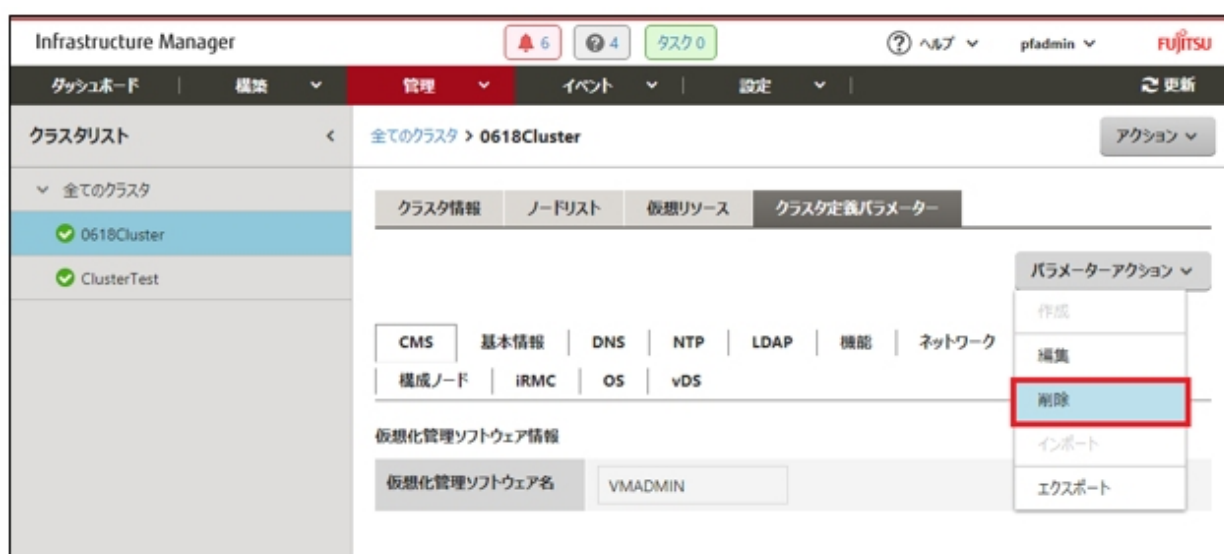 Infrastructure Manager 6 4 タスク 0 ヘルプ pfadmin FUJITSU
ダッシュボード 構築 管理 イベント 設定 更新
クラスタリスト 全てのクラスタ > 0618Cluster アクション
全てのクラスタ
クラスタ情報 ノードリスト 仮想リソース クラスタ定義パラメーター
0618Cluster
ClusterTest
パラメーターアクション
作成
CMS 基本情報 DNS NTP LDAP 機能 ネットワーク
編集
構成ノード iRMC OS vDS
削除
仮想化管理ソフトウェア情報
インポート
仮想化管理ソフトウェア名 VMADMIN
エクスポート